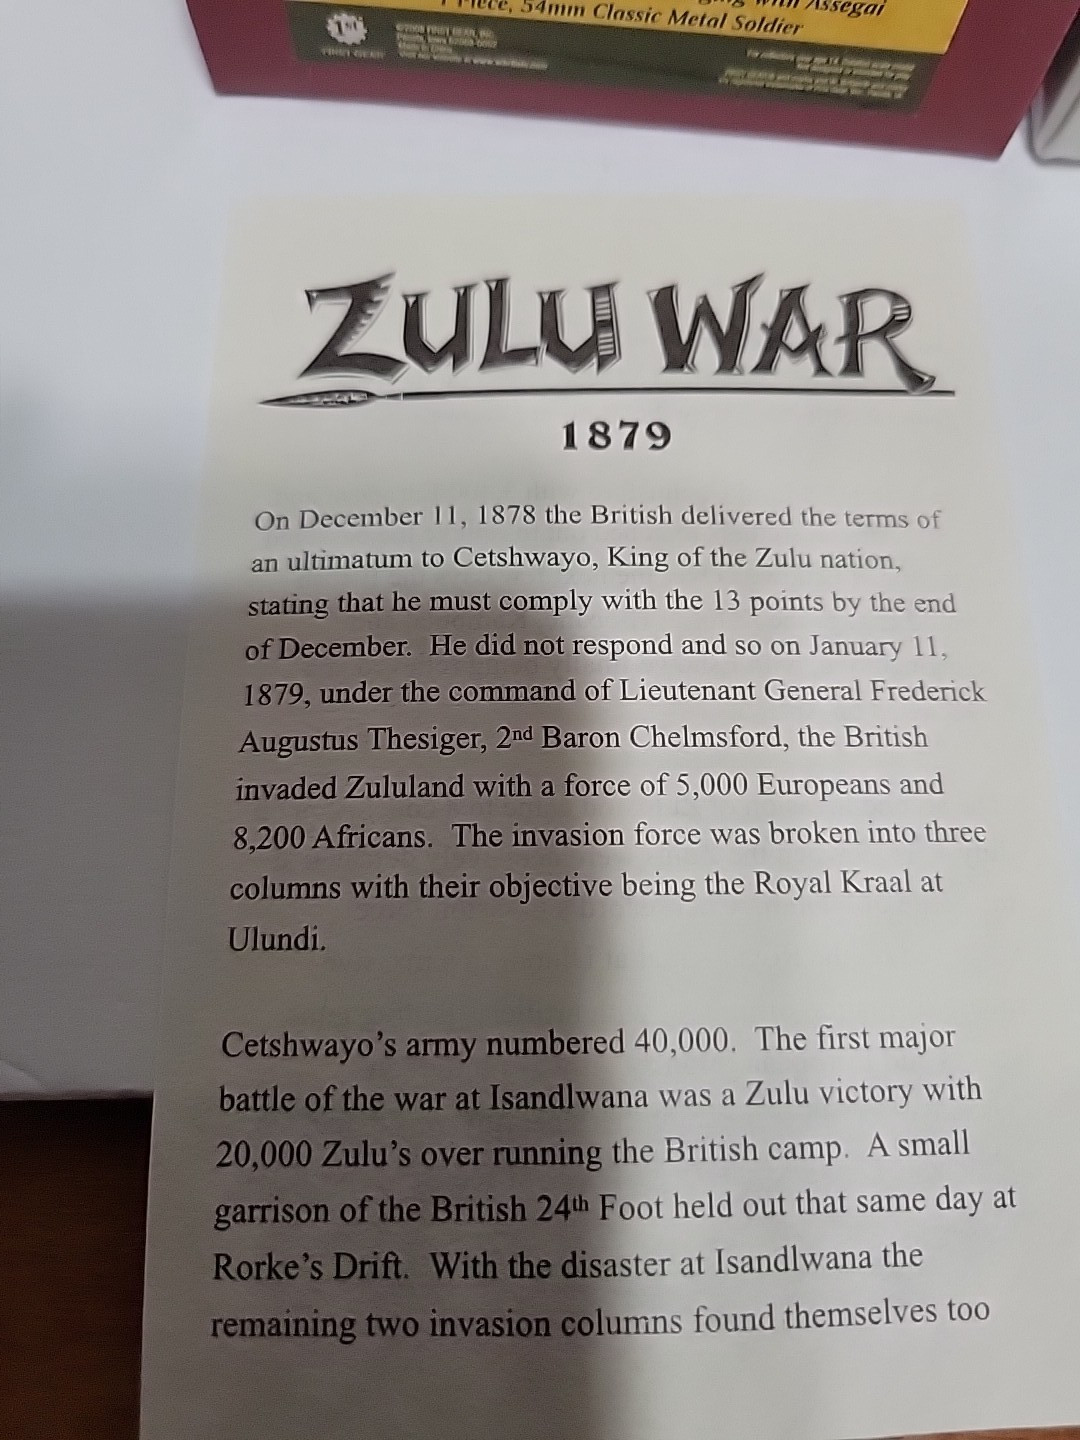 with Assegai
Piece, 54mm Classic Metal Soldier
1st
FIRST GEAR
ZULU WAR
1879
On December 11, 1878 the British delivered the terms of
an ultimatum to Cetshwayo, King of the Zulu nation,
stating that he must comply with the 13 points by the end
of December. He did not respond and so on January 11,
1879, under the command of Lieutenant General Frederick
Augustus Thesiger, 2nd Baron Chelmsford, the British
invaded Zululand with a force of 5,000 Europeans and
8,200 Africans. The invasion force was broken into three
columns with their objective being the Royal Kraal at
Ulundi.
Cetshwayo's army numbered 40,000. The first major
battle of the war at Isandlwana was a Zulu victory with
20,000 Zulu's over running the British camp. A small
garrison of the British 24th Foot held out that same day at
Rorke's Drift. With the disaster at Isandlwana the
remaining two invasion columns found themselves too